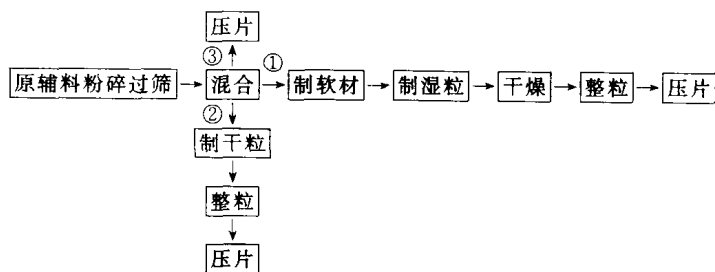 压片
③ ①
原辅料粉碎过筛 混合 制软材 制湿粒 干燥 整粒 压片
②
制干粒
整粒
压片